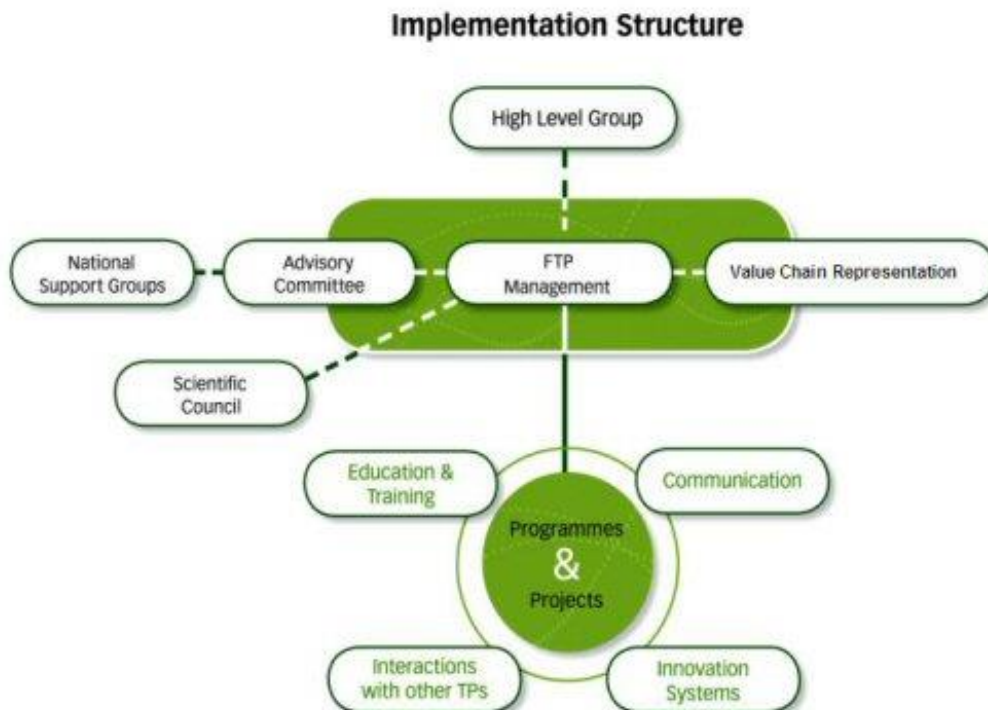 Implementation Structure
High Level Group
National
Support Groups
Advisory
Committee
FTP
Management
Value Chain Representation
Scientific
Council
Education &
Training
Communication
Programmes
&
Projects
Interactions
with other TPs
Innovation
Systems